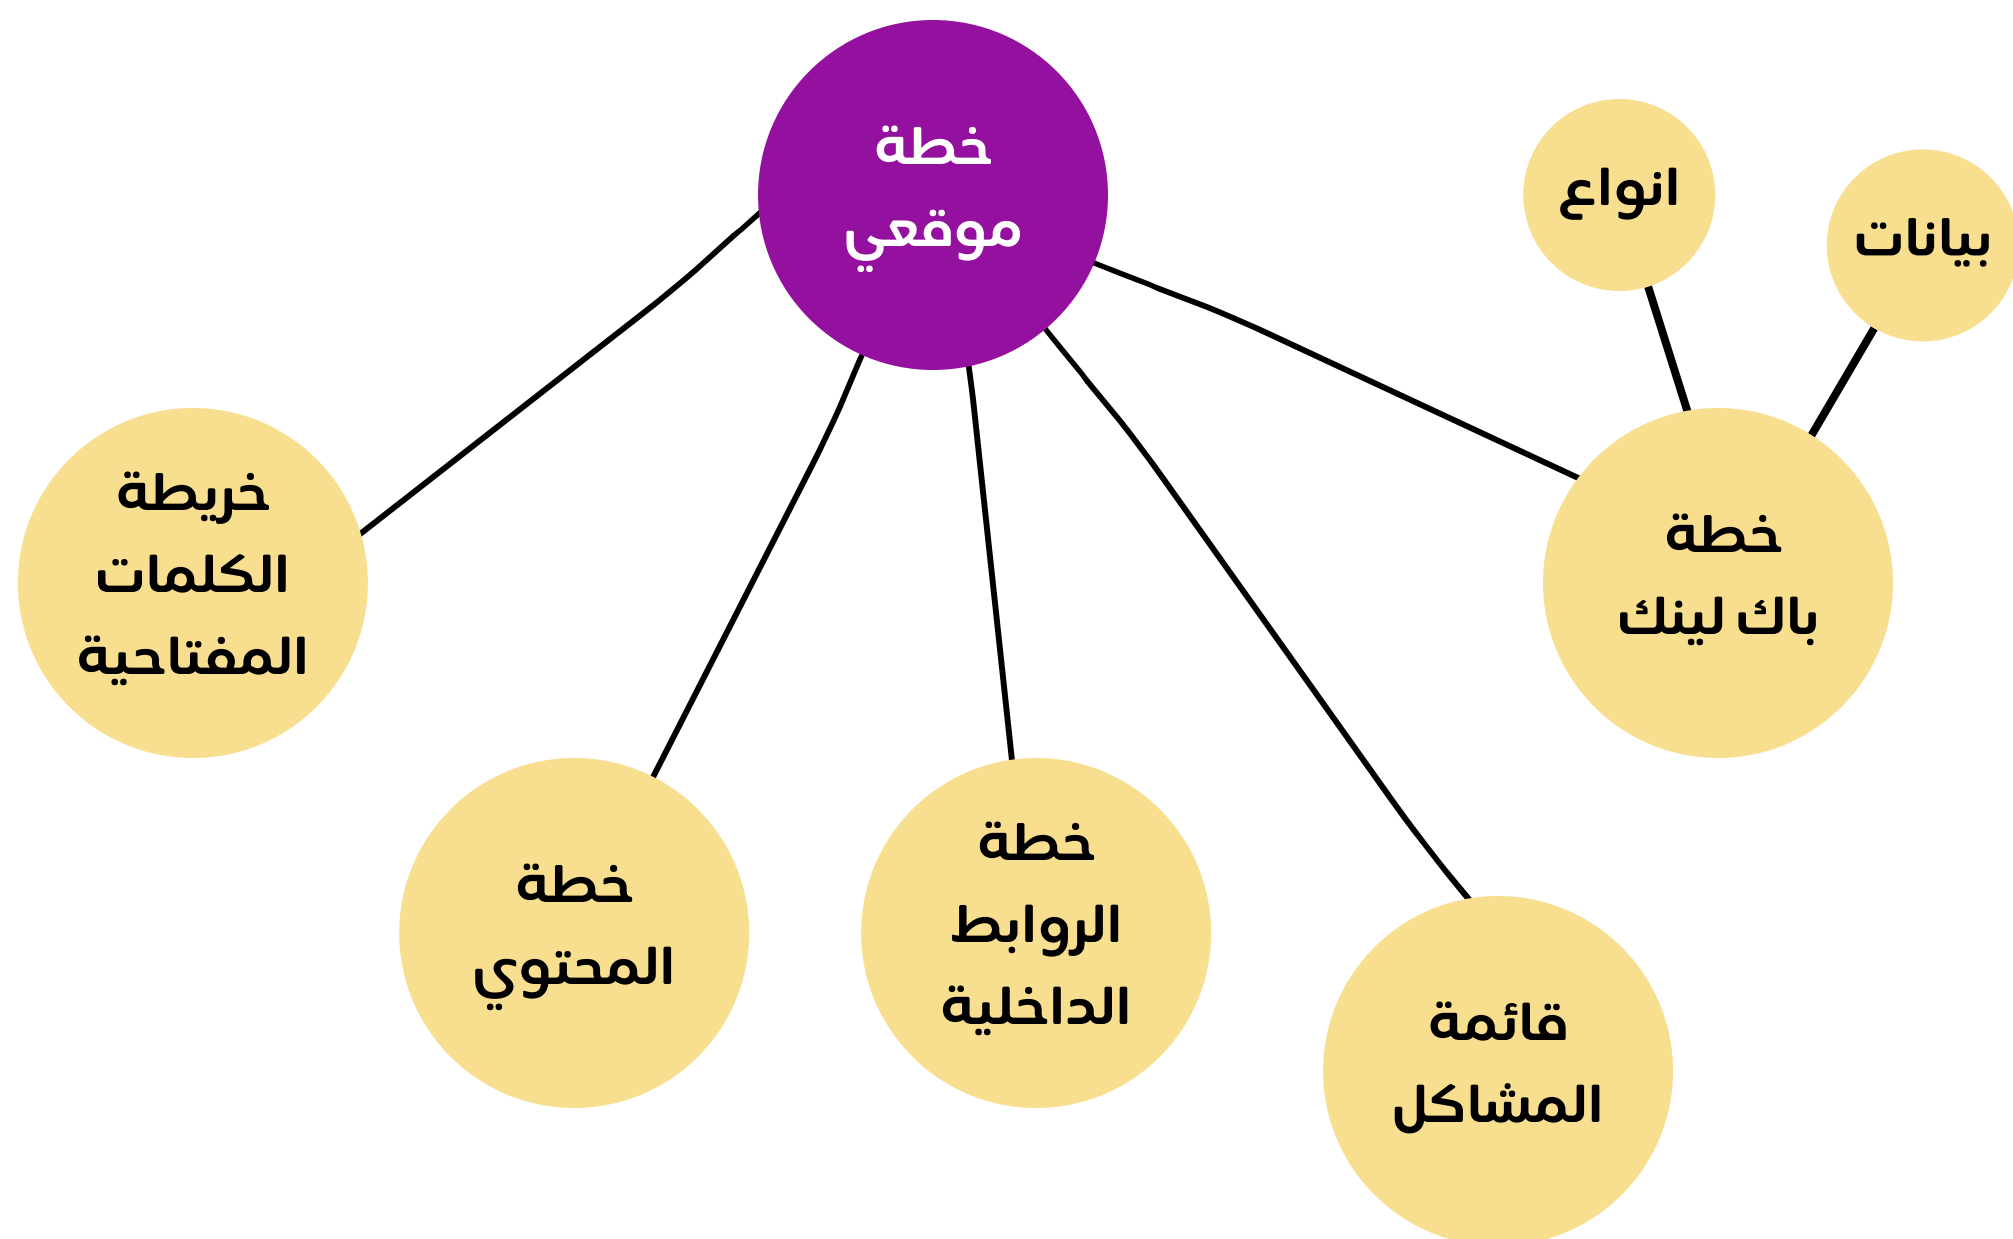 خطة
موقعي
انواع
بيانات
خطة
باك لينك
خريطة
الكلمات
المفتاحية
خطة
المحتوي
خطة
الروابط
الداخلية
قائمة
المشاكل